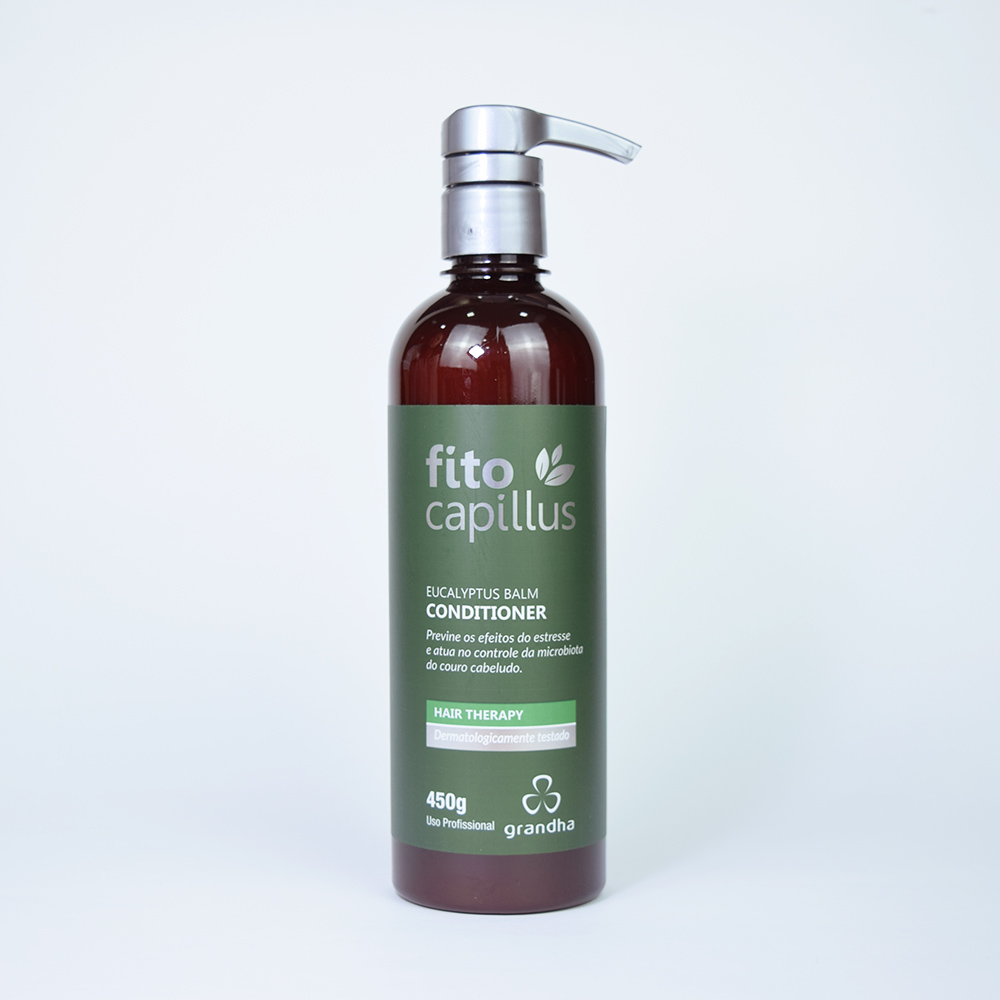 fito
capillus
EUCALYPTUS BALM
CONDITIONER
Previne os efeitos do estresse
e atua no controle da microbiota
do couro cabeludo.
HAIR THERAPY
Dermatologicamente testado
450g
Uso Profissional
grandha